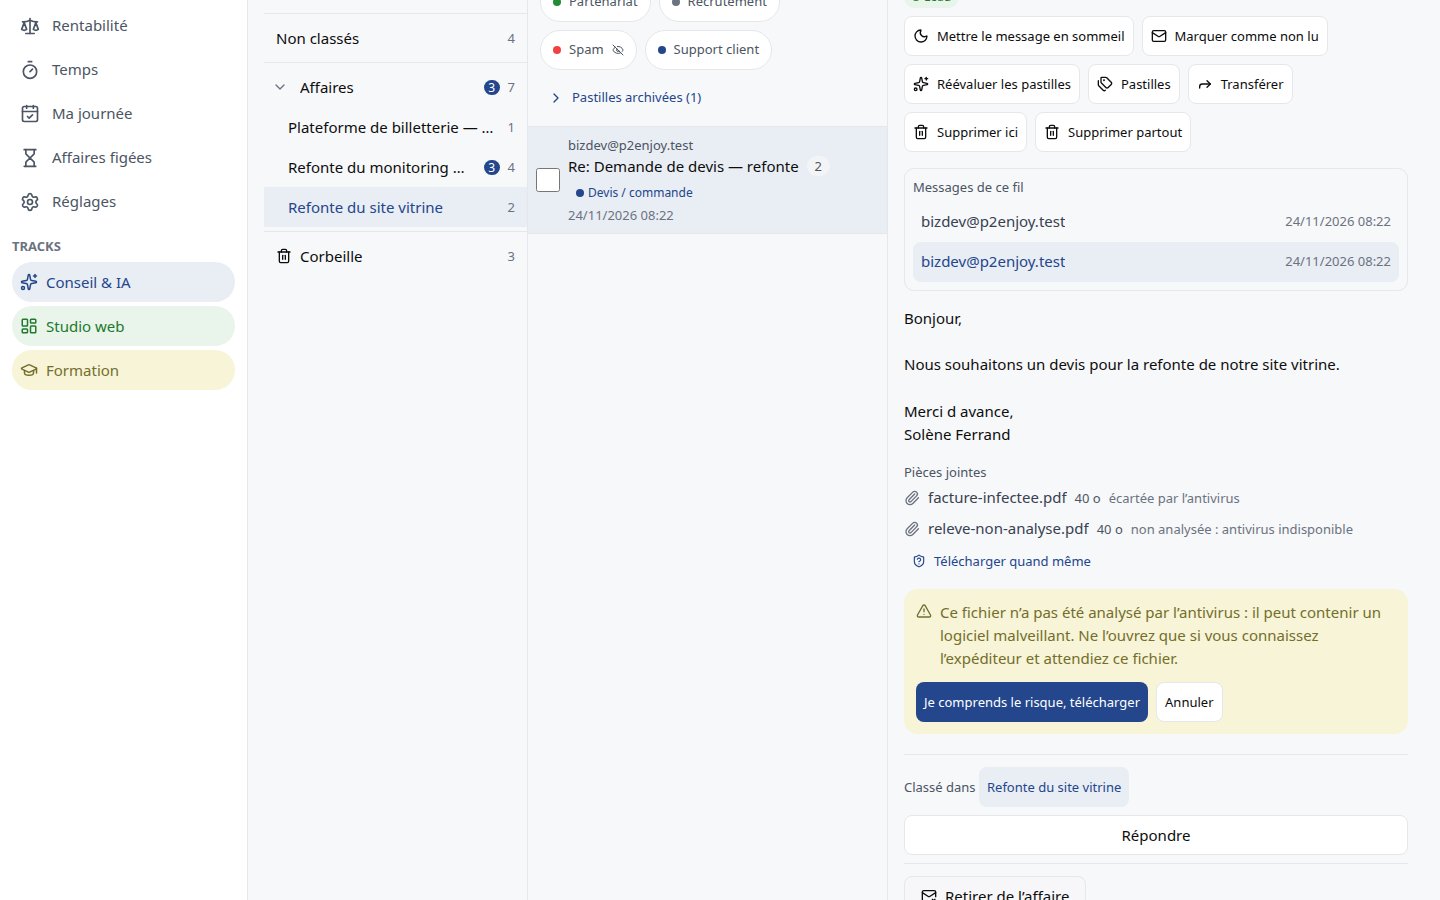 Rentabilité
Temps
Ma journée
Affaires figées
Réglages
TRACKS
Conseil & IA
Studio web
Formation
Non classés 4
Affaires 3 7
Plateforme de billetterie — ... 1
Refonte du monitoring ... 3 4
Refonte du site vitrine 2
Corbeille 3
Partenariat
Recrutement
Spam
Support client
Pastilles archivées (1)
bizdev@p2enjoy.test
Re: Demande de devis — refonte 2
Devis / commande
24/11/2026 08:22
Mettre le message en sommeil
Marquer comme non lu
Réévaluer les pastilles
Pastilles
Transférer
Supprimer ici
Supprimer partout
Messages de ce fil
bizdev@p2enjoy.test 24/11/2026 08:22
bizdev@p2enjoy.test 24/11/2026 08:22
Bonjour,
Nous souhaitons un devis pour la refonte de notre site vitrine.
Merci d avance,
Solène Ferrand
Pièces jointes
facture-infectee.pdf 40 o écartée par l’antivirus
releve-non-analyse.pdf 40 o non analysée : antivirus indisponible
Télécharger quand même
Ce fichier n’a pas été analysé par l’antivirus : il peut contenir un
logiciel malveillant. Ne l’ouvrez que si vous connaissez
l’expéditeur et attendiez ce fichier.
Je comprends le risque, télécharger
Annuler
Classé dans Refonte du site vitrine
Répondre
Retirer de l’affaire